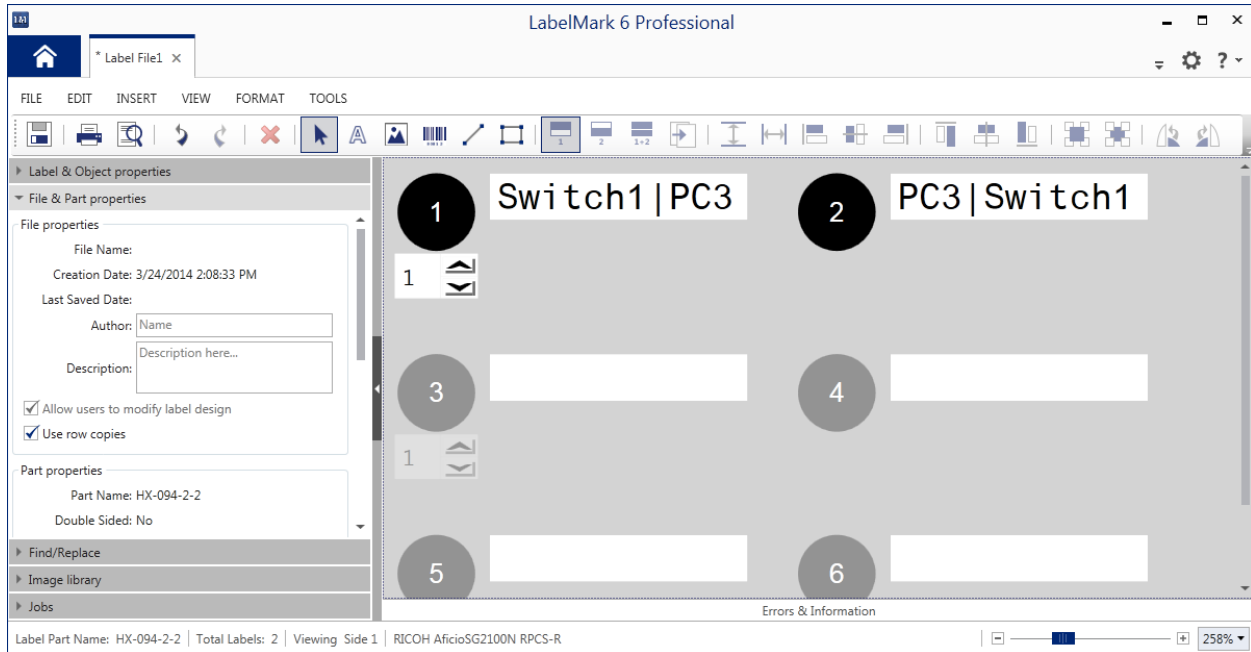 LabelMark 6 Professional
* Label File1
FILE EDIT INSERT VIEW FORMAT TOOLS
1 2 1+2
Label & Object properties
File & Part properties
File properties
File Name:
Creation Date: 3/24/2014 2:08:33 PM
Last Saved Date:
Author: Name
Description: Description here...
Allow users to modify label design
Use row copies
Part properties
Part Name: HX-094-2-2
Double Sided: No
Find/Replace
Image library
Jobs
1 Switch1|PC3 2 PC3|Switch1
1
3 4
1
5 6
Errors & Information
Label Part Name: HX-094-2-2 Total Labels: 2 Viewing Side 1 RICOH AficioSG2100N RPCS-R 258%